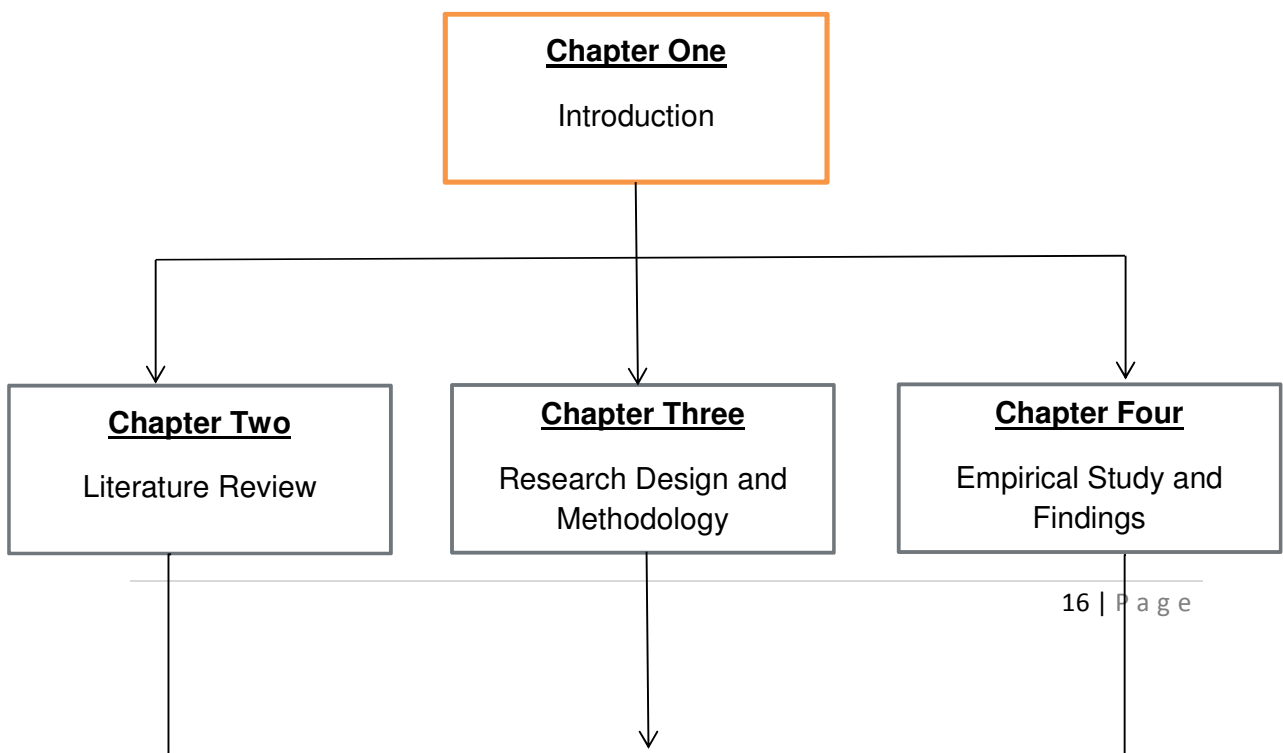 Chapter One
Introduction
Chapter Two
Literature Review
Chapter Three
Research Design and
Methodology
Chapter Four
Empirical Study and
Findings
16 | P a g e